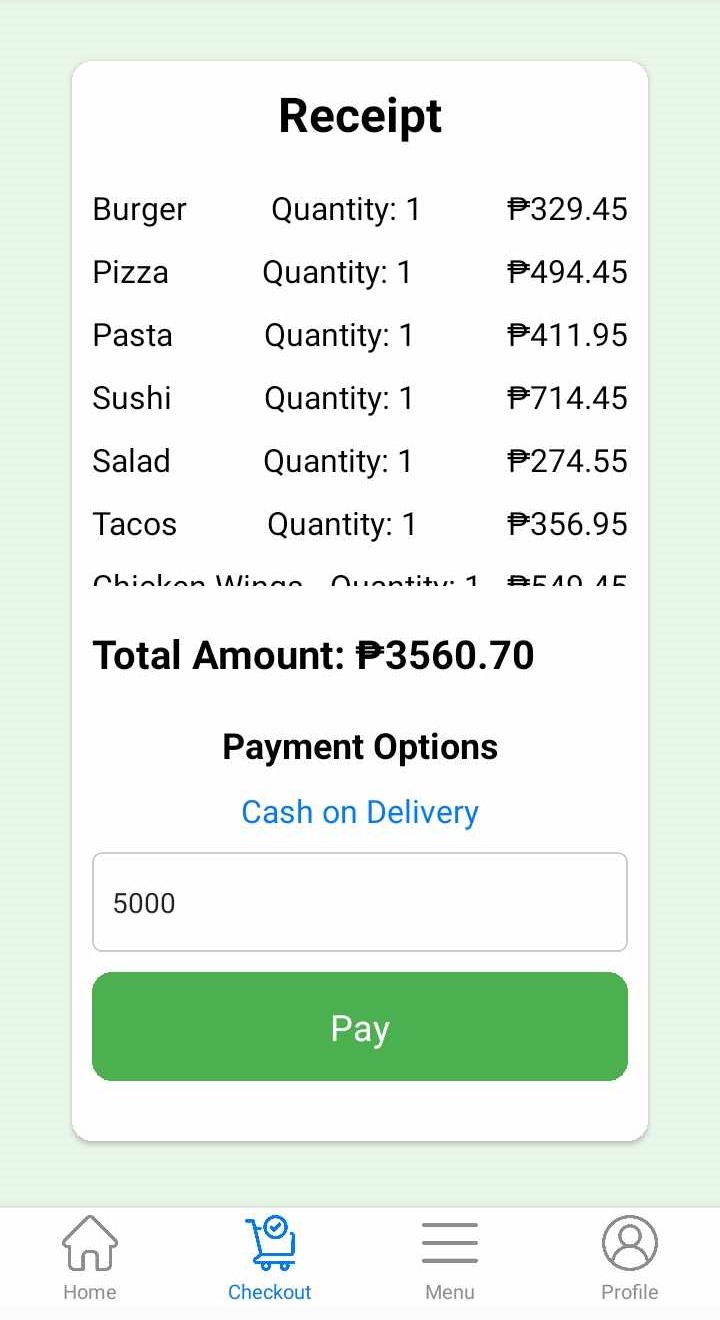 Receipt
Burger Quantity: 1 ₱329.45
Pizza Quantity: 1 ₱494.45
Pasta Quantity: 1 ₱411.95
Sushi Quantity: 1 ₱714.45
Salad Quantity: 1 ₱274.55
Tacos Quantity: 1 ₱356.95
Chicken Wings Quantity: 1 ₱549.45
Total Amount: ₱3560.70
Payment Options
Cash on Delivery
5000
Pay
Home Checkout Menu Profile